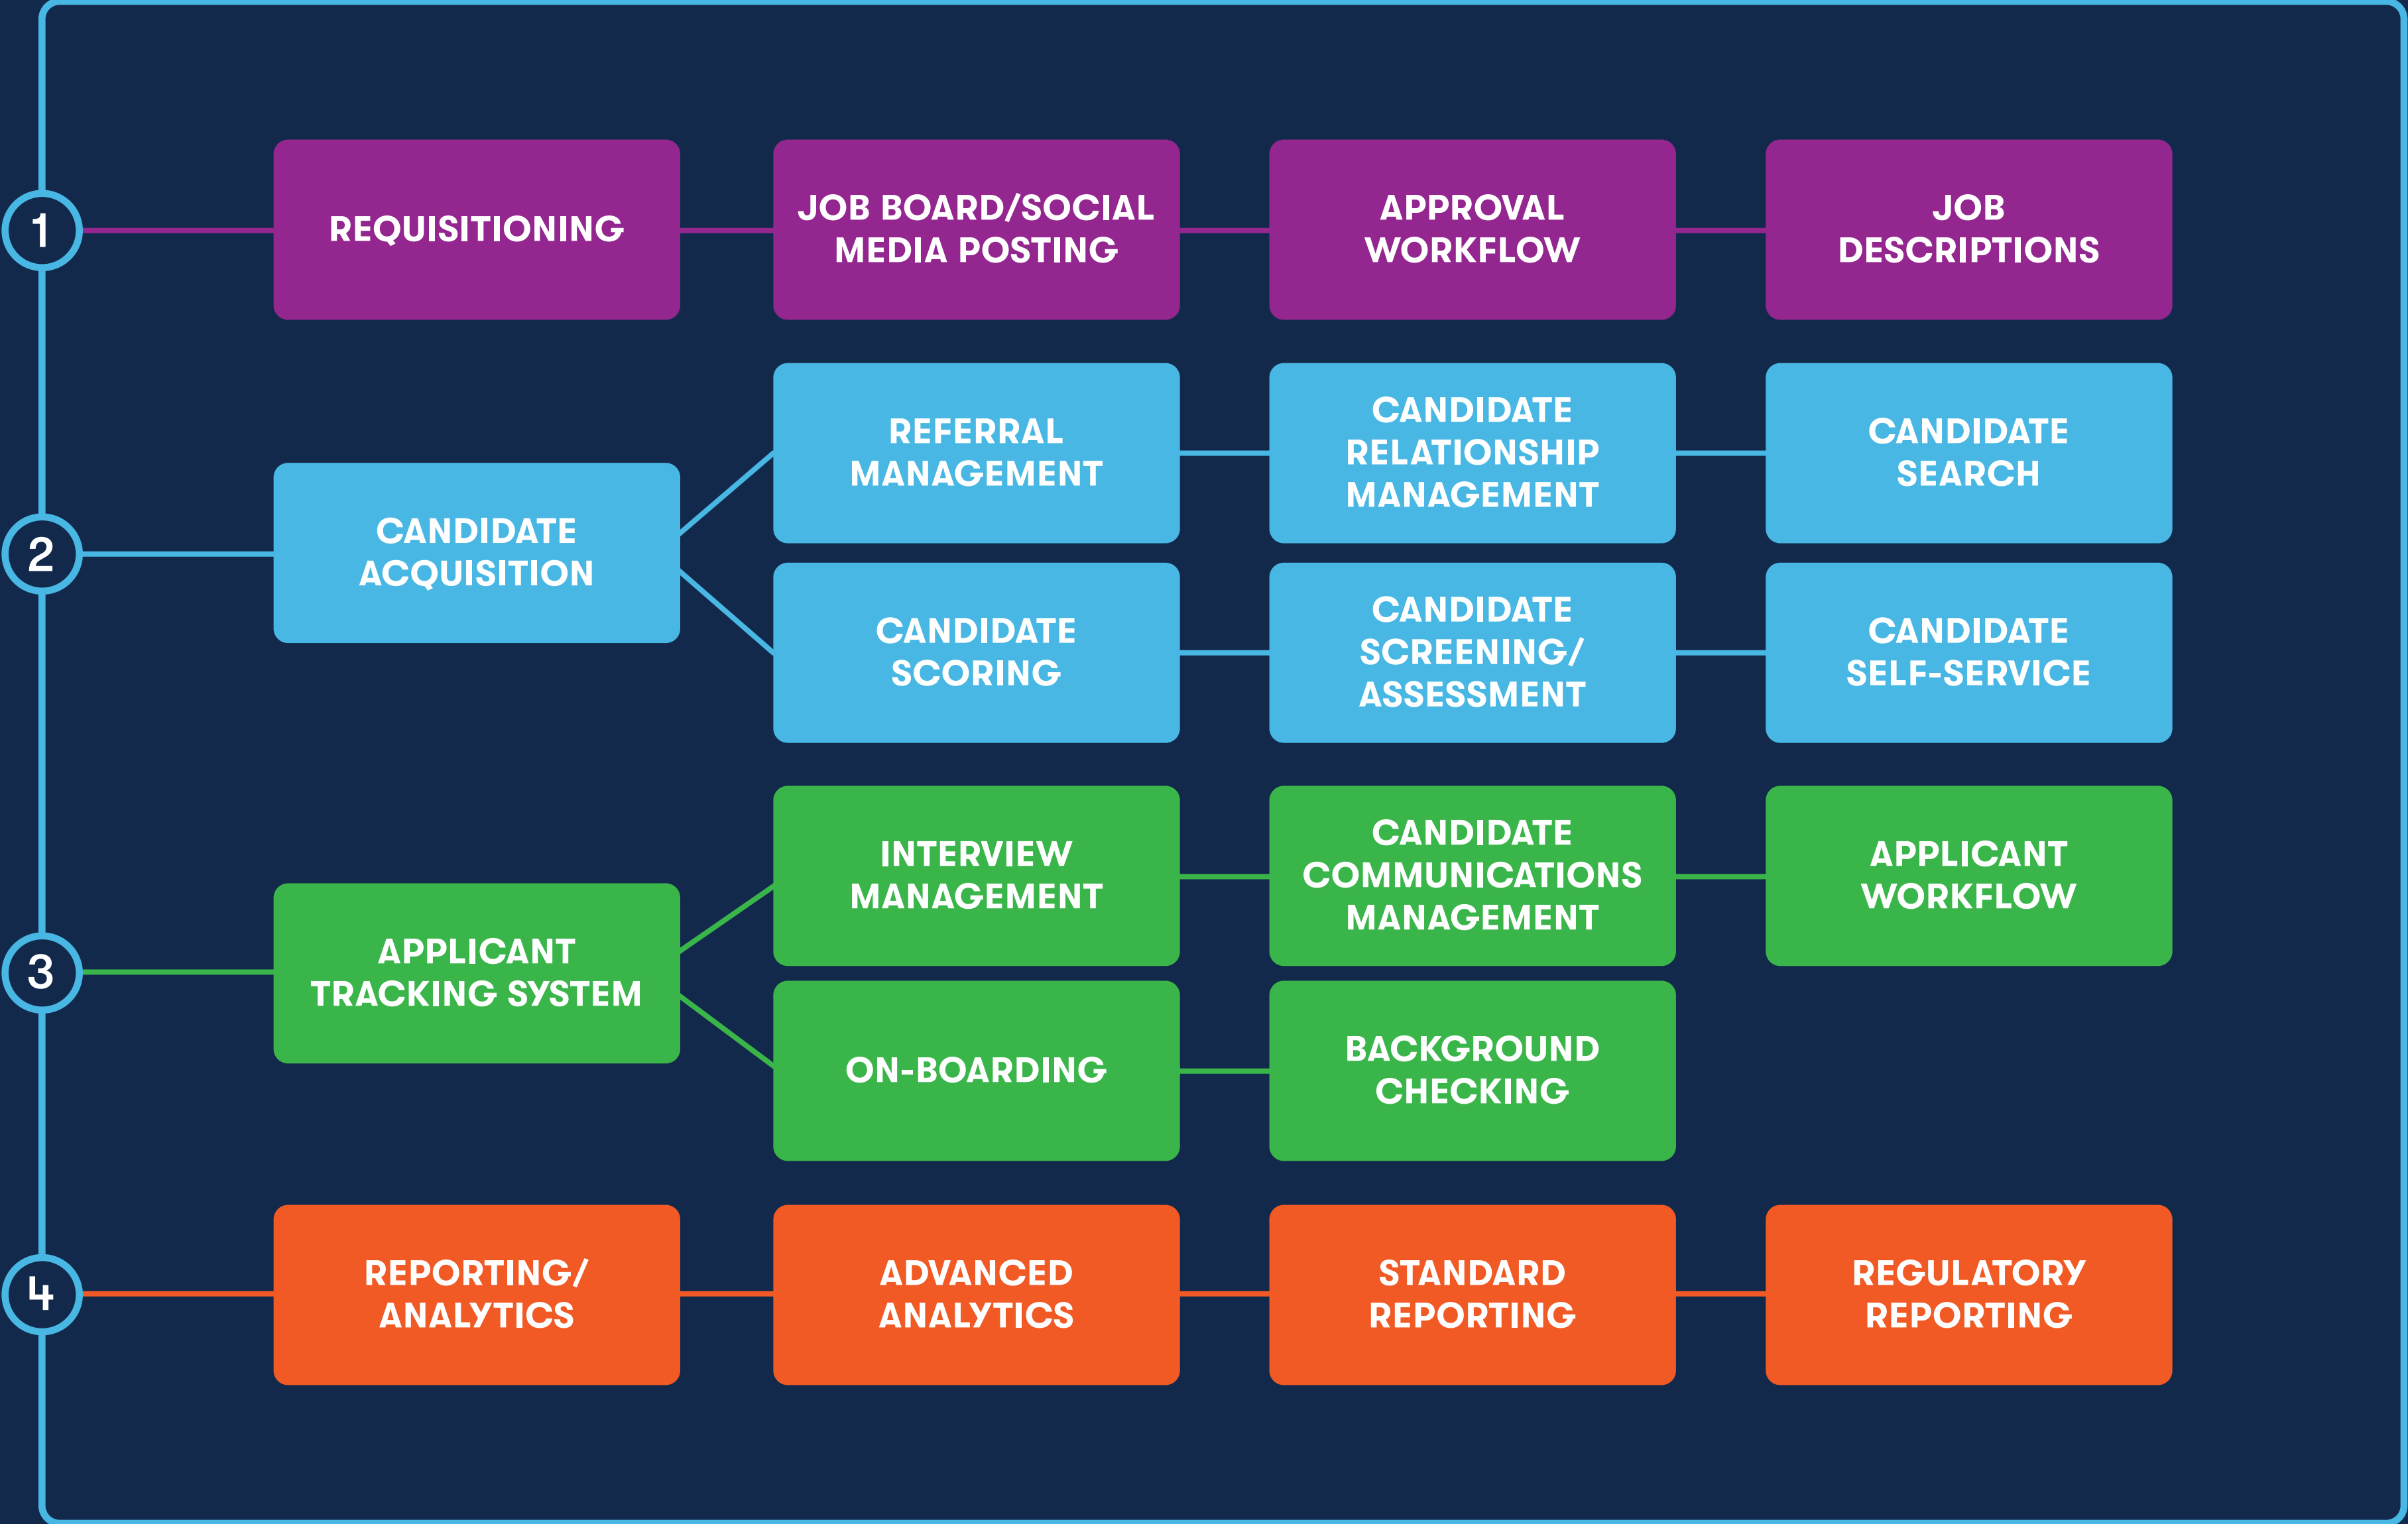 1
REQUSITIONING
JOB BOARD/SOCIAL
MEDIA POSTING
APPROVAL
WORKFLOW
JOB
DESCRIPTIONS
2
CANDIDATE
ACQUISITION
REFERRAL
MANAGEMENT
CANDIDATE
RELATIONSHIP
MANAGEMENT
CANDIDATE
SEARCH
CANDIDATE
SCORING
CANDIDATE
SCREENING/
ASSESSMENT
CANDIDATE
SELF-SERVICE
3
APPLICANT
TRACKING SYSTEM
INTERVIEW
MANAGEMENT
CANDIDATE
COMMUNICATIONS
MANAGEMENT
APPLICANT
WORKFLOW
ON-BOARDING
BACKGROUND
CHECKING
4
REPORTING/
ANALYTICS
ADVANCED
ANALYTICS
STANDARD
REPORTING
REGULATORY
REPORTING